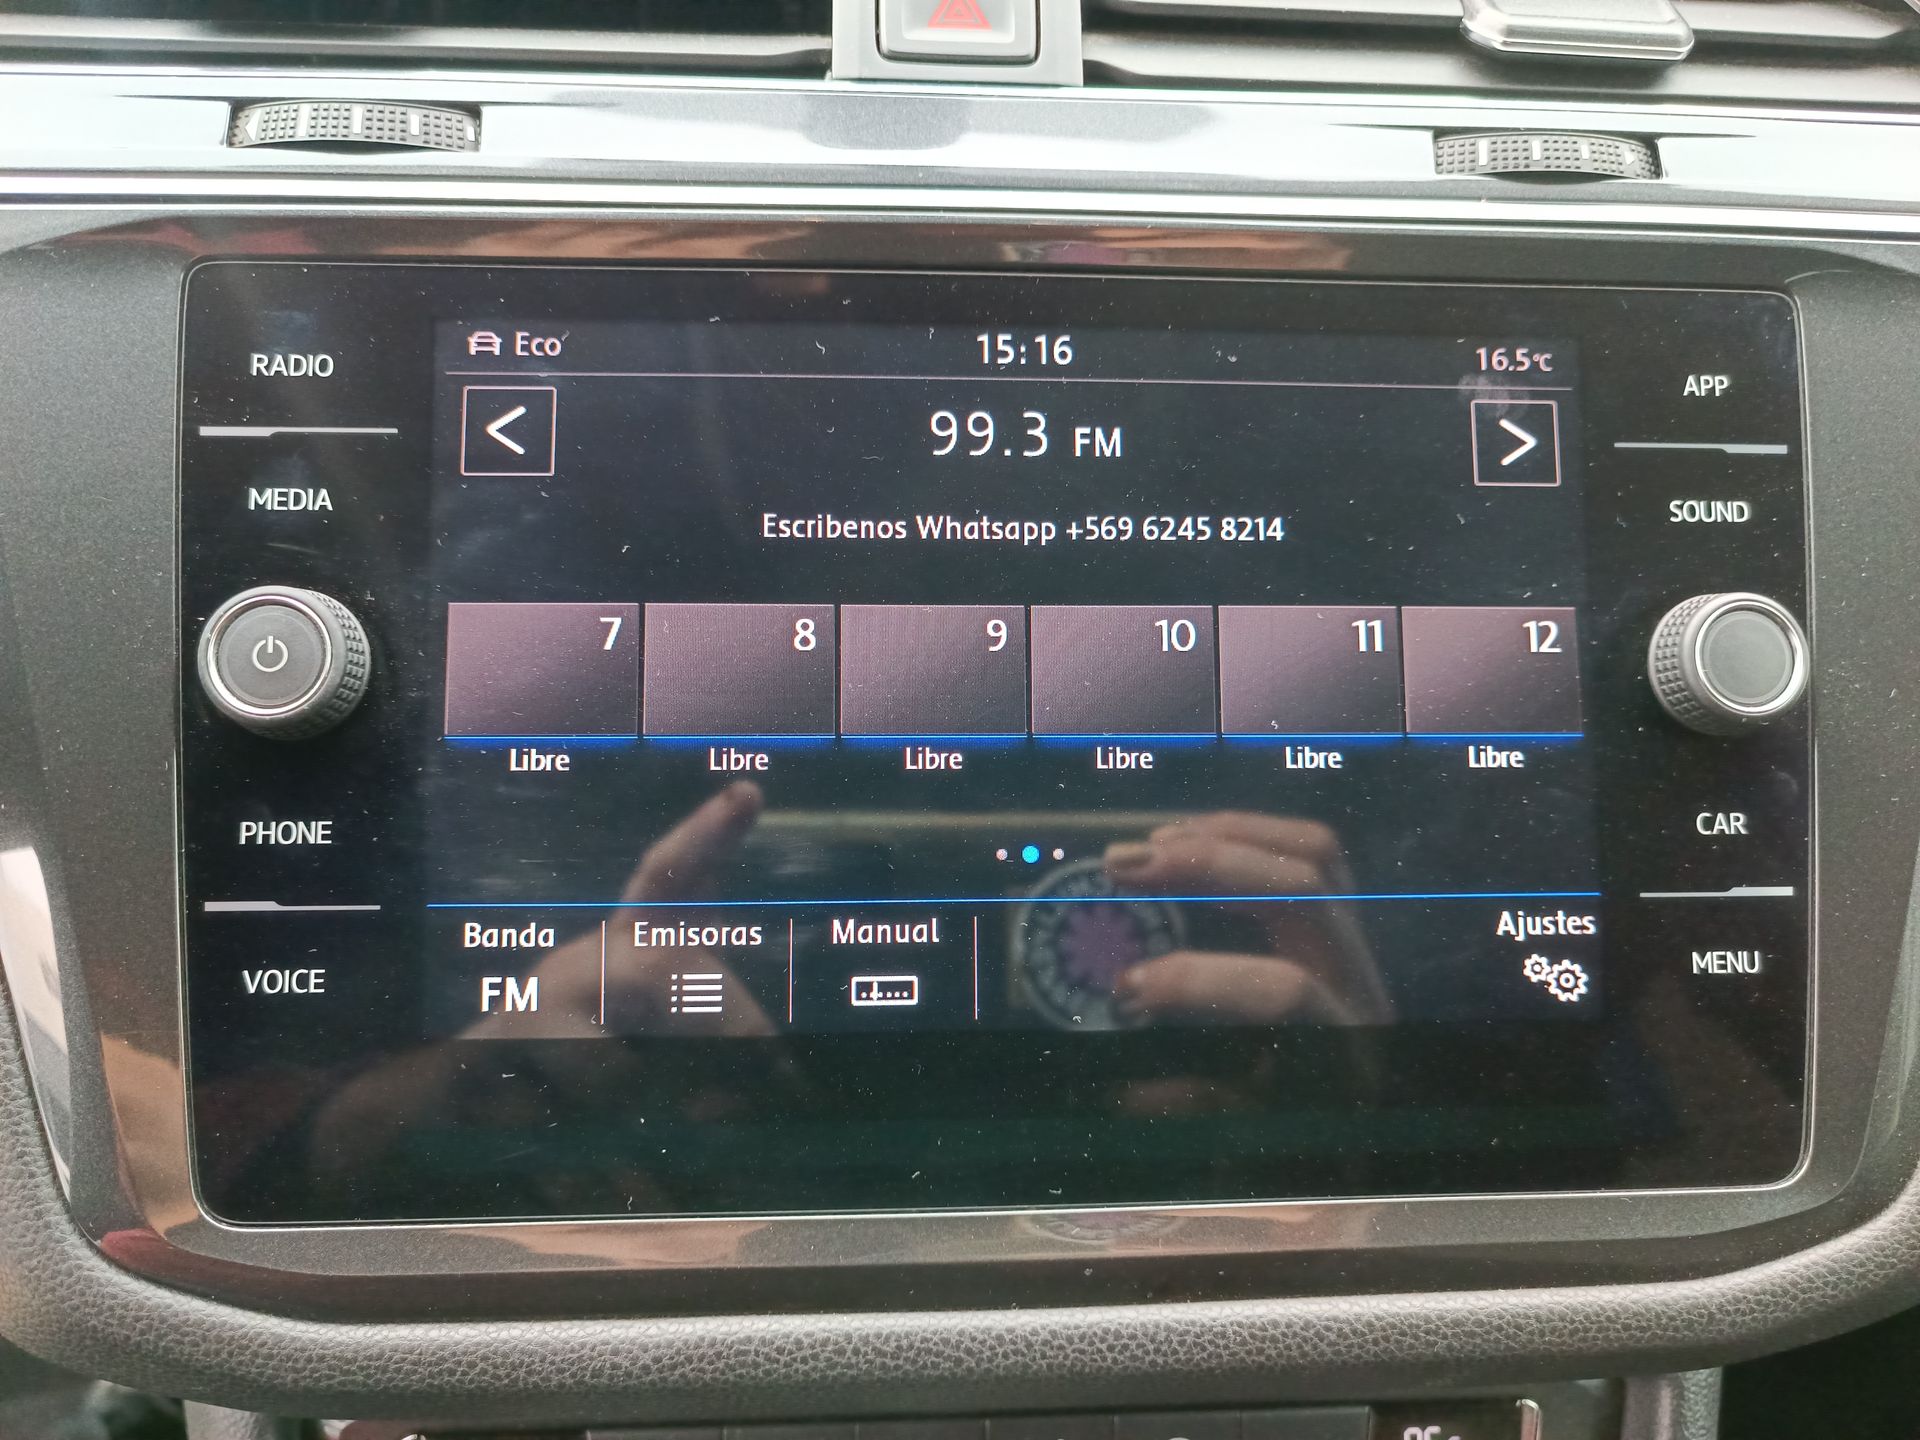 RADIO
MEDIA
PHONE
VOICE
Eco
15:16
16.5°C
99.3 FM
Escribenos Whatsapp +569 6245 8214
7 8 9 10 11 12
Libre Libre Libre Libre Libre Libre
Banda Emisoras Manual Ajustes
FM
APP
SOUND
CAR
MENU